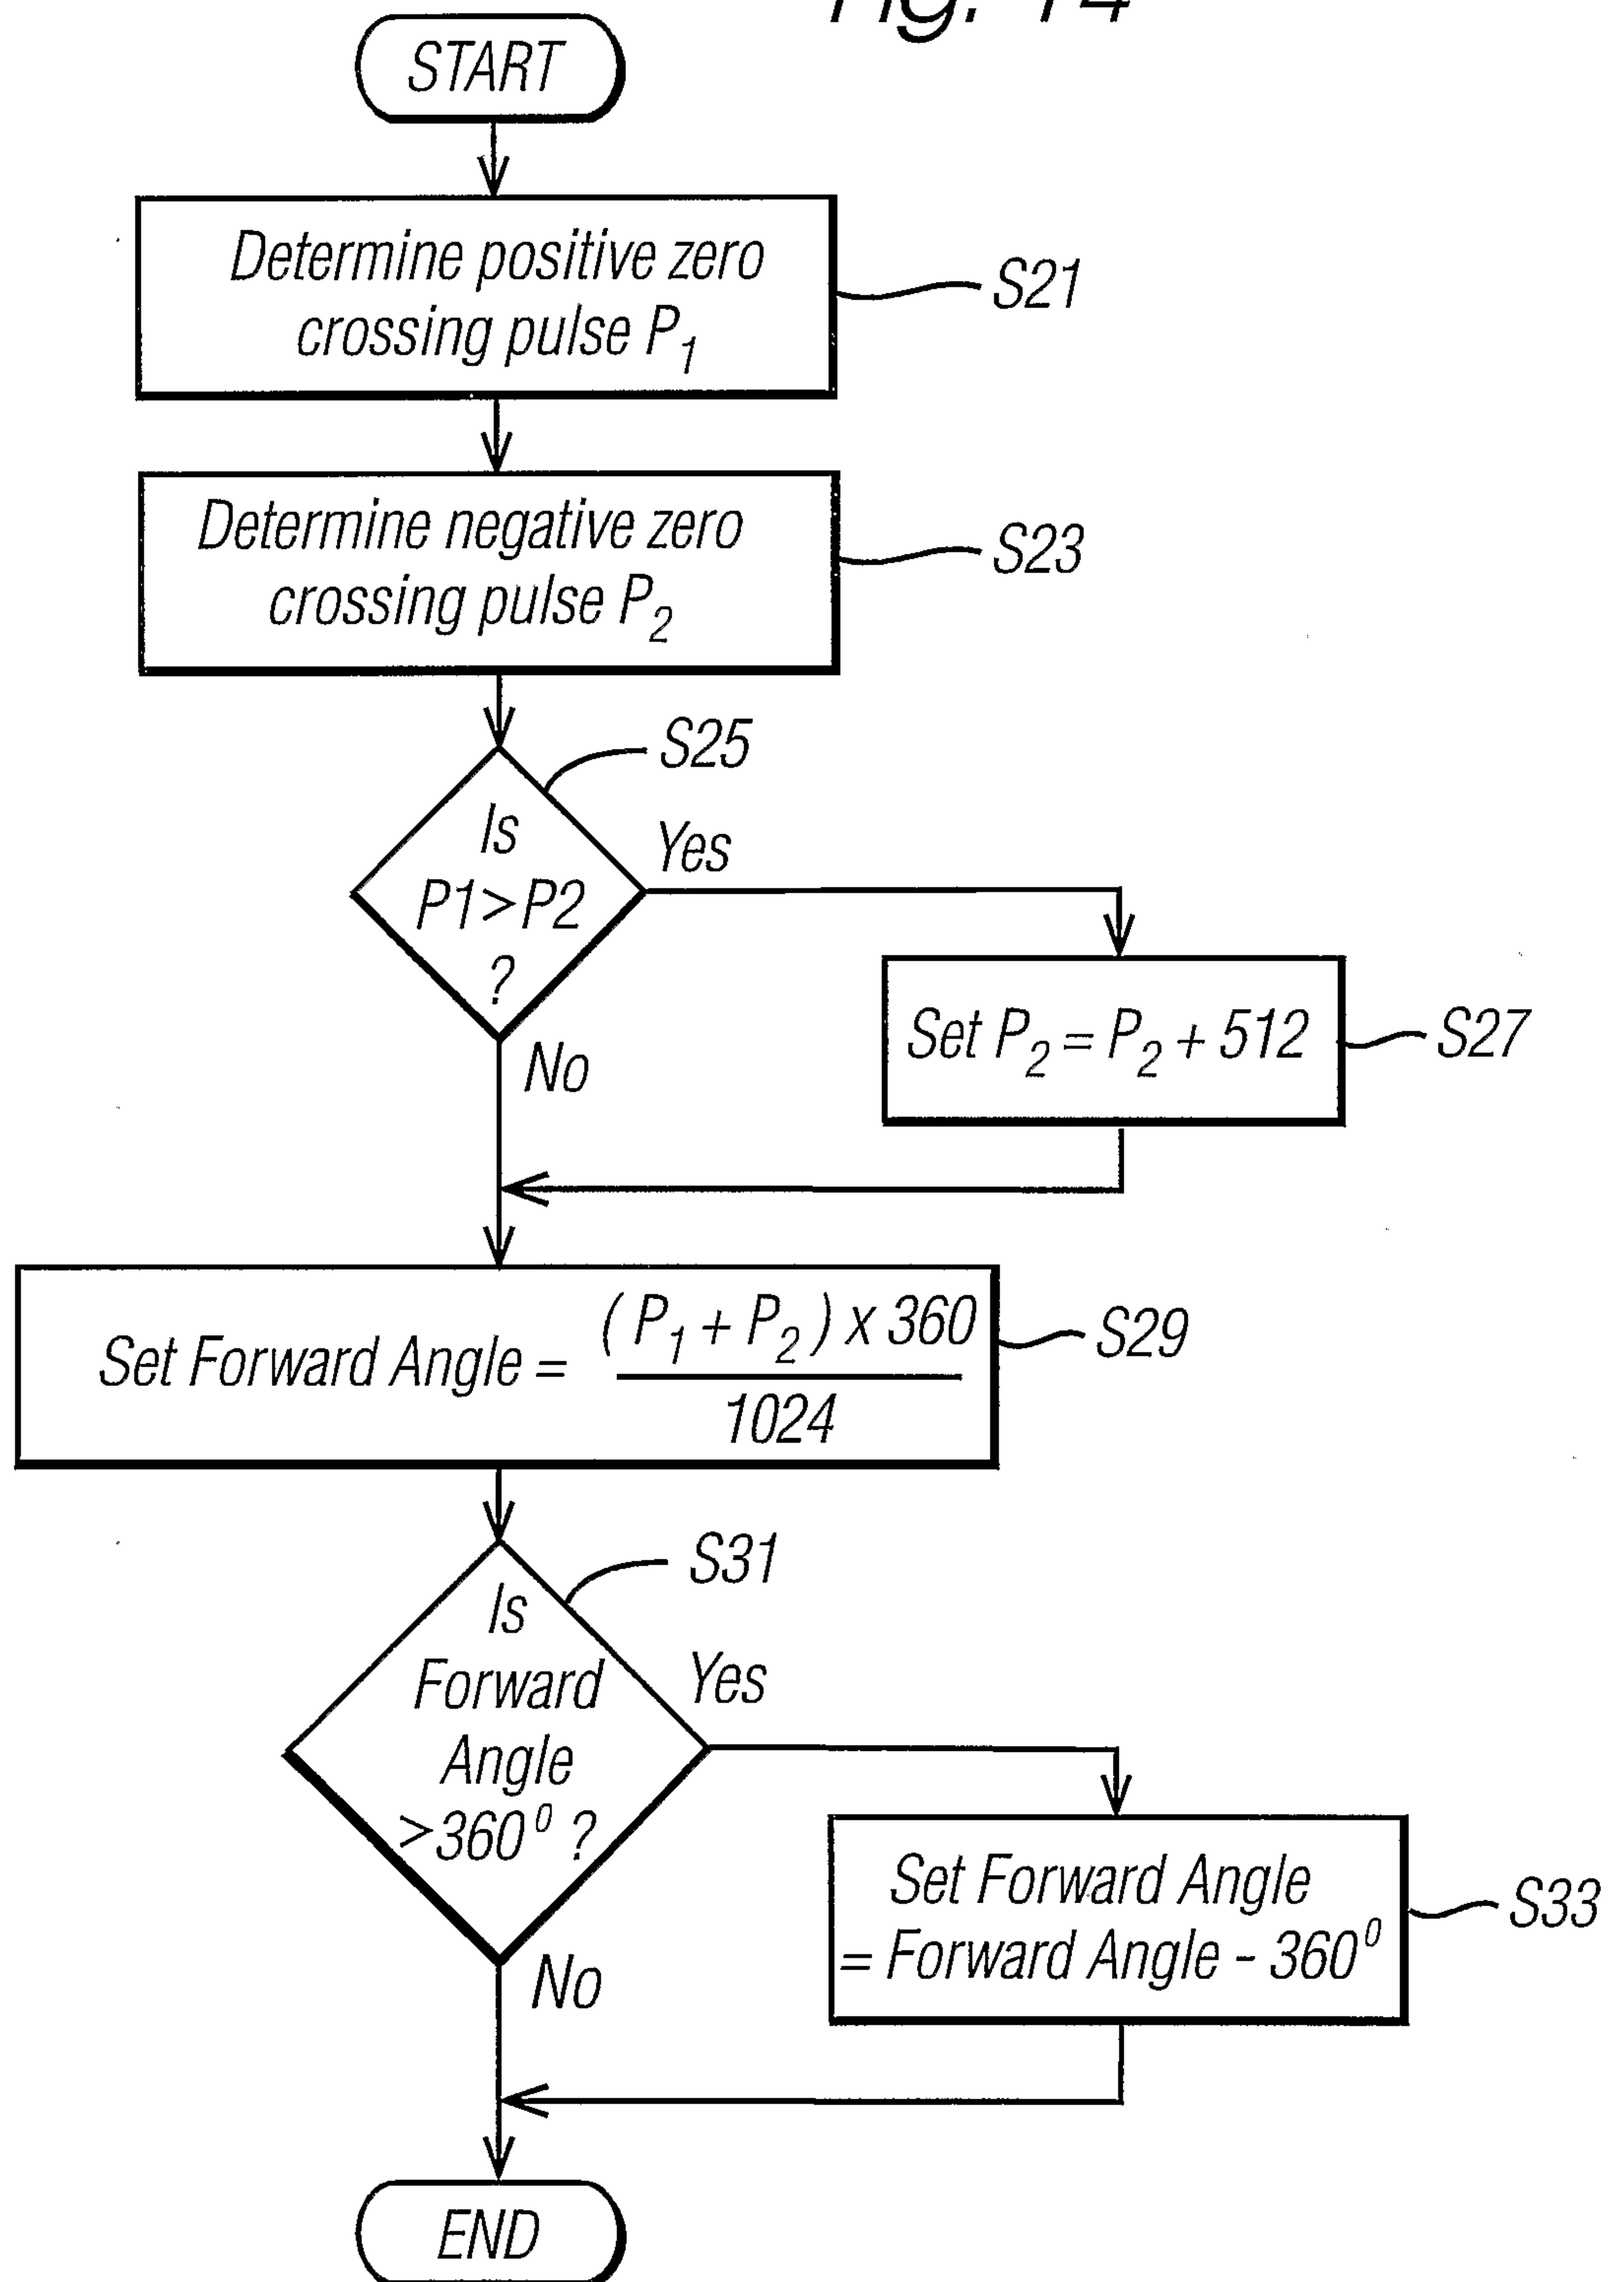 Fig. 14
START
Determine positive zero
crossing pulse P1
S21
Determine negative zero
crossing pulse P2
S23
S25
Is
P1>P2
?
Yes
No
Set P2 = P2 + 512
S27
Set Forward Angle = (P1 + P2) x 360
1024
S29
S31
Is
Forward
Angle
>360⁰ ?
Yes
No
Set Forward Angle
= Forward Angle - 360⁰
S33
END